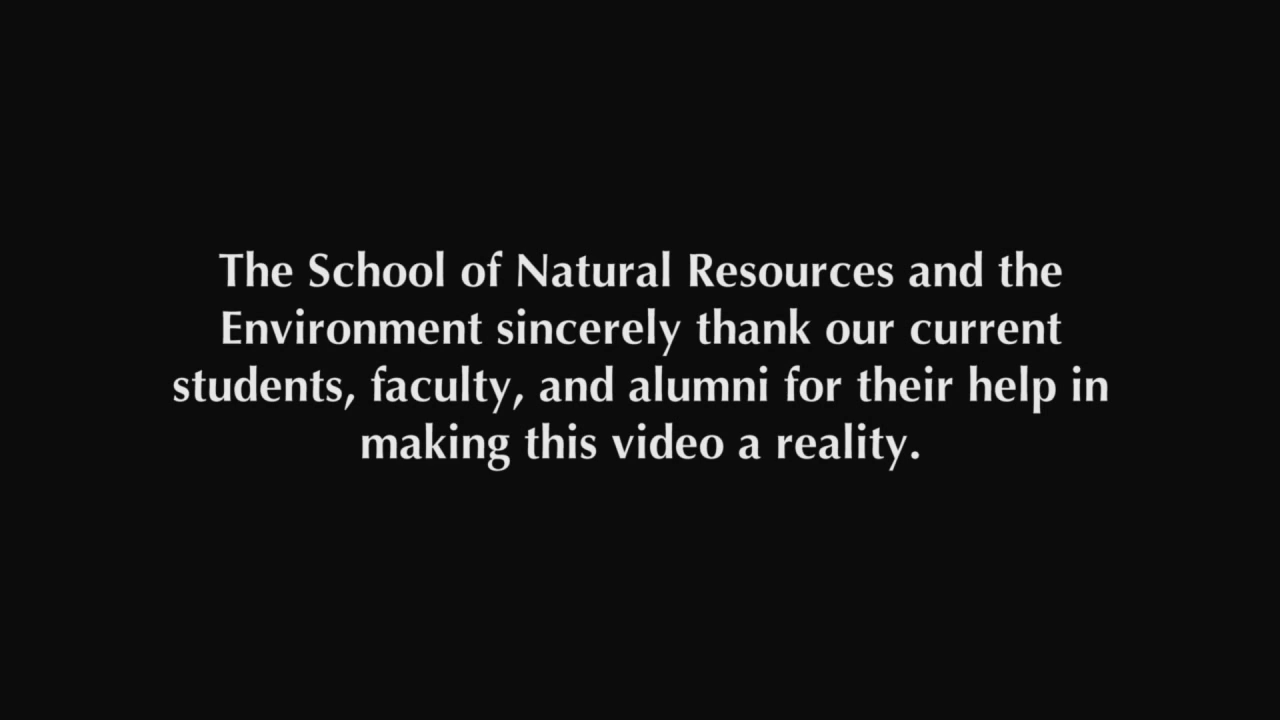 The School of Natural Resources and the
Environment sincerely thank our current
students, faculty, and alumni for their help in
making this video a reality.